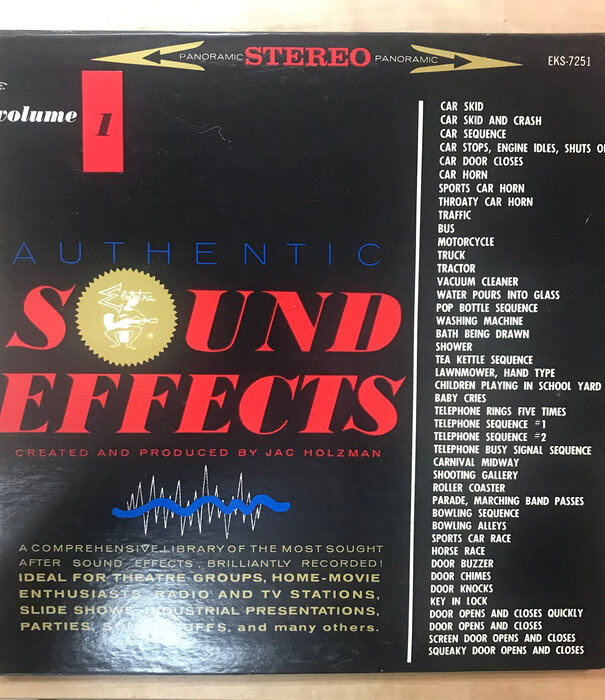 PANORAMIC STEREO PANORAMIC
EKS-7251
volume 1
AUTHENTIC
SOUND
Elektra
®
EFFECTS
CREATED AND PRODUCED BY JAC HOLZMAN
A COMPREHENSIVE LIBRARY OF THE MOST SOUGHT
AFTER SOUND EFFECTS, BRILLIANTLY RECORDED!
IDEAL FOR THEATRE GROUPS, HOME-MOVIE
ENTHUSIASTS, RADIO AND TV STATIONS,
SLIDE SHOWS, INDUSTRIAL PRESENTATIONS,
PARTIES, SOUND BUFFS, and many others.
CAR SKID
CAR SKID AND CRASH
CAR SEQUENCE
CAR STOPS, ENGINE IDLES, SHUTS
CAR DOOR CLOSES
CAR HORN
SPORTS CAR HORN
THROATY CAR HORN
TRAFFIC
BUS
MOTORCYCLE
TRUCK
TRACTOR
VACUUM CLEANER
WATER POURS INTO GLASS
POP BOTTLE SEQUENCE
WASHING MACHINE
BATH BEING DRAWN
SHOWER
TEA KETTLE SEQUENCE
LAWNMOWER, HAND TYPE
CHILDREN PLAYING IN SCHOOL YARD
BABY CRIES
TELEPHONE RINGS FIVE TIMES
TELEPHONE SEQUENCE #1
TELEPHONE SEQUENCE #2
TELEPHONE BUSY SIGNAL SEQUENCE
CARNIVAL MIDWAY
SHOOTING GALLERY
ROLLER COASTER
PARADE, MARCHING BAND PASSES
BOWLING SEQUENCE
BOWLING ALLEYS
SPORTS CAR RACE
HORSE RACE
DOOR BUZZER
DOOR CHIMES
DOOR KNOCKS
KEY IN LOCK
DOOR OPENS AND CLOSES QUICKLY
DOOR OPENS AND CLOSES
SCREEN DOOR OPENS AND CLOSES
SQUEAKY DOOR OPENS AND CLOSES